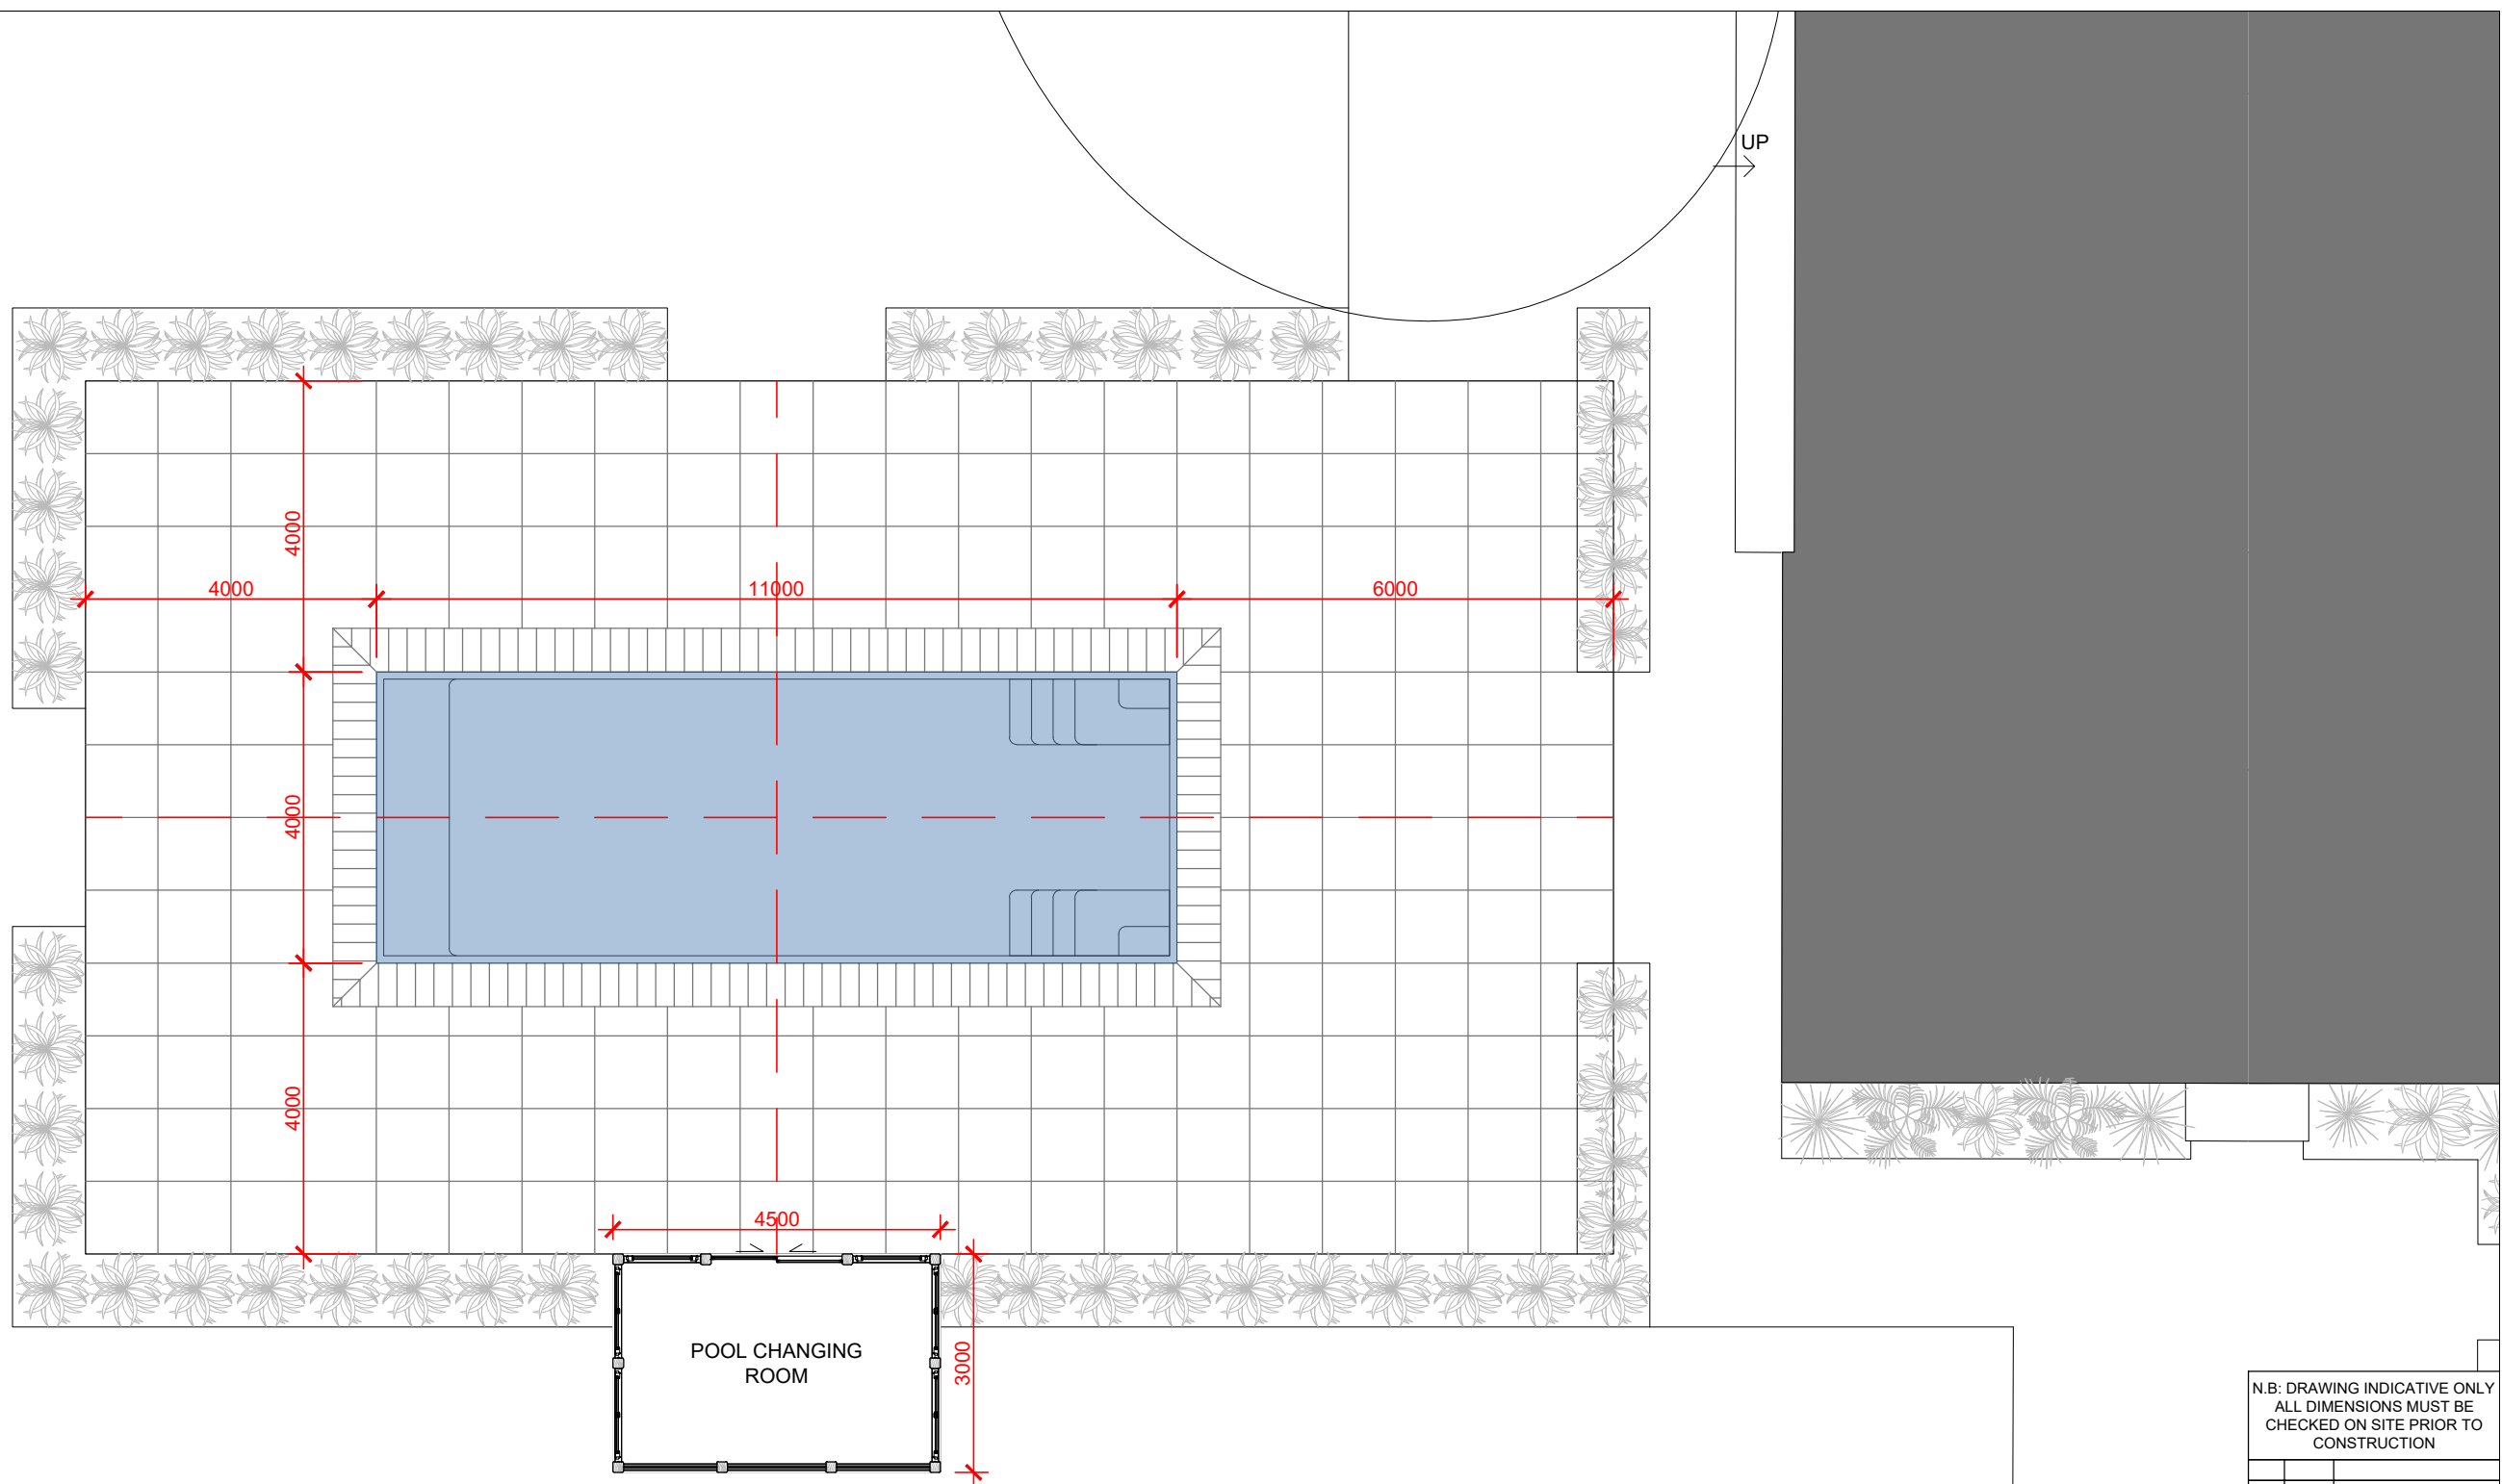 UP
4000
4000
11000
6000
4000
4000
4500
POOL CHANGING
ROOM
3000
N.B: DRAWING INDICATIVE ONLY
ALL DIMENSIONS MUST BE
CHECKED ON SITE PRIOR TO
CONSTRUCTION